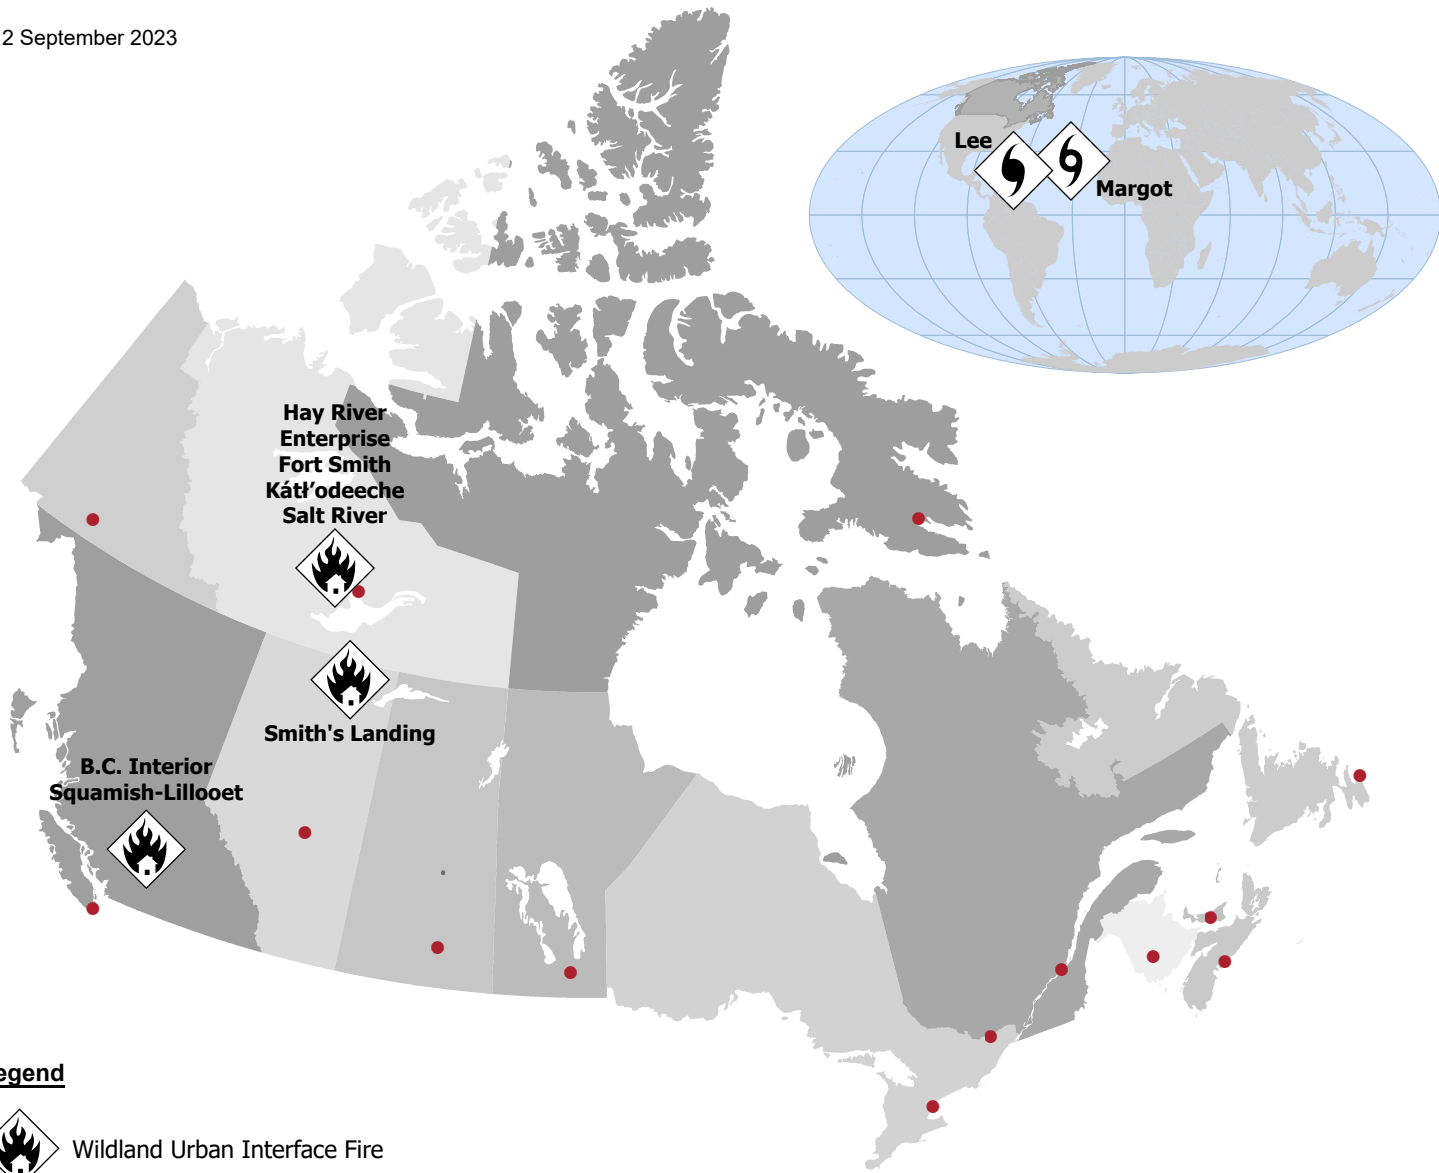 2 September 2023
Lee
Margot
Hay River
Enterprise
Fort Smith
Kátł'odeeche
Salt River
Smith's Landing
B.C. Interior
Squamish-Lillooet
egend
Wildland Urban Interface Fire